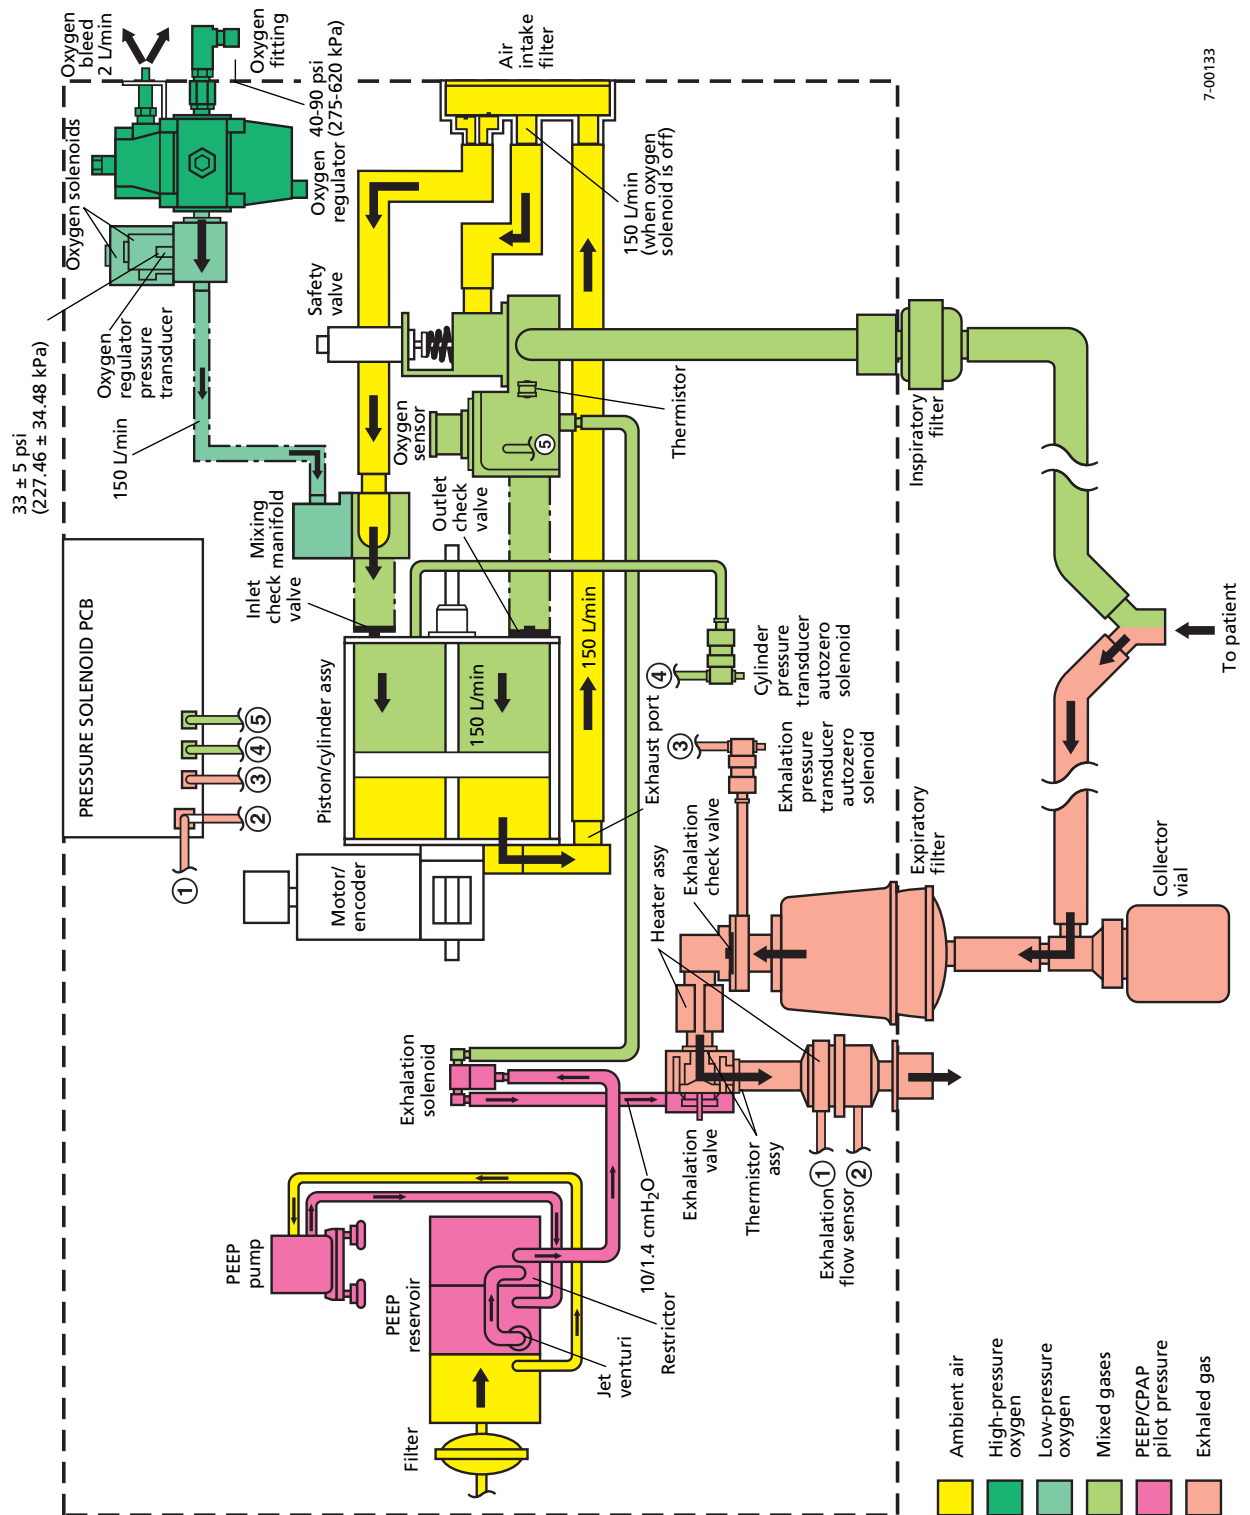 Oxygen
bleed
2 L/min
Oxygen
fitting
40-90 psi
(275-620 kPa)
Oxygen
regulator
Oxygen solenoids
33 ± 5 psi
(227.46 ± 34.48 kPa)
Oxygen
regulator
pressure
transducer
150 L/min
Air
intake
filter
150 L/min
(when oxygen
solenoid is off)
Safety
valve
Oxygen
sensor
Thermistor
5
Mixing
manifold
Inlet
check
valve
Outlet
check
valve
PRESSURE SOLENOID PCB
1
2
3
4
5
Piston/cylinder assy
150 L/min
150 L/min
Exhaust port
4
Cylinder
pressure
transducer
autozero
solenoid
3
Exhalation
pressure
transducer
autozero
solenoid
Motor/
encoder
Inspiratory
filter
To patient
Heater assy
Exhalation
check valve
Expiratory
filter
Collector
vial
Exhalation
solenoid
Exhalation
valve
Thermistor
assy
1
2
Exhalation
flow sensor
10/1.4 cmH2O
PEEP
pump
PEEP
reservoir
Restrictor
Jet
venturi
Filter
Ambient air
High-pressure
oxygen
Low-pressure
oxygen
Mixed gases
PEEP/CPAP
pilot pressure
Exhaled gas
7-00133